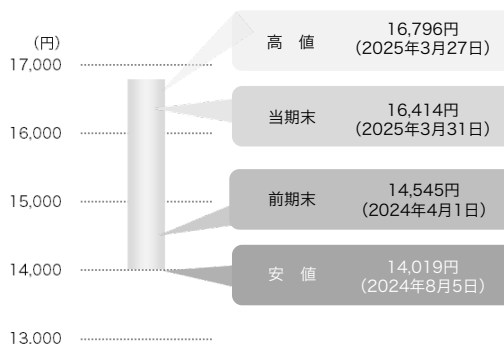 （円）
17,000
16,000
15,000
14,000
13,000
高　値
16,796円
（2025年3月27日）
当期末
16,414円
（2025年3月31日）
前期末
14,545円
（2024年4月1日）
安　値
14,019円
（2024年8月5日）